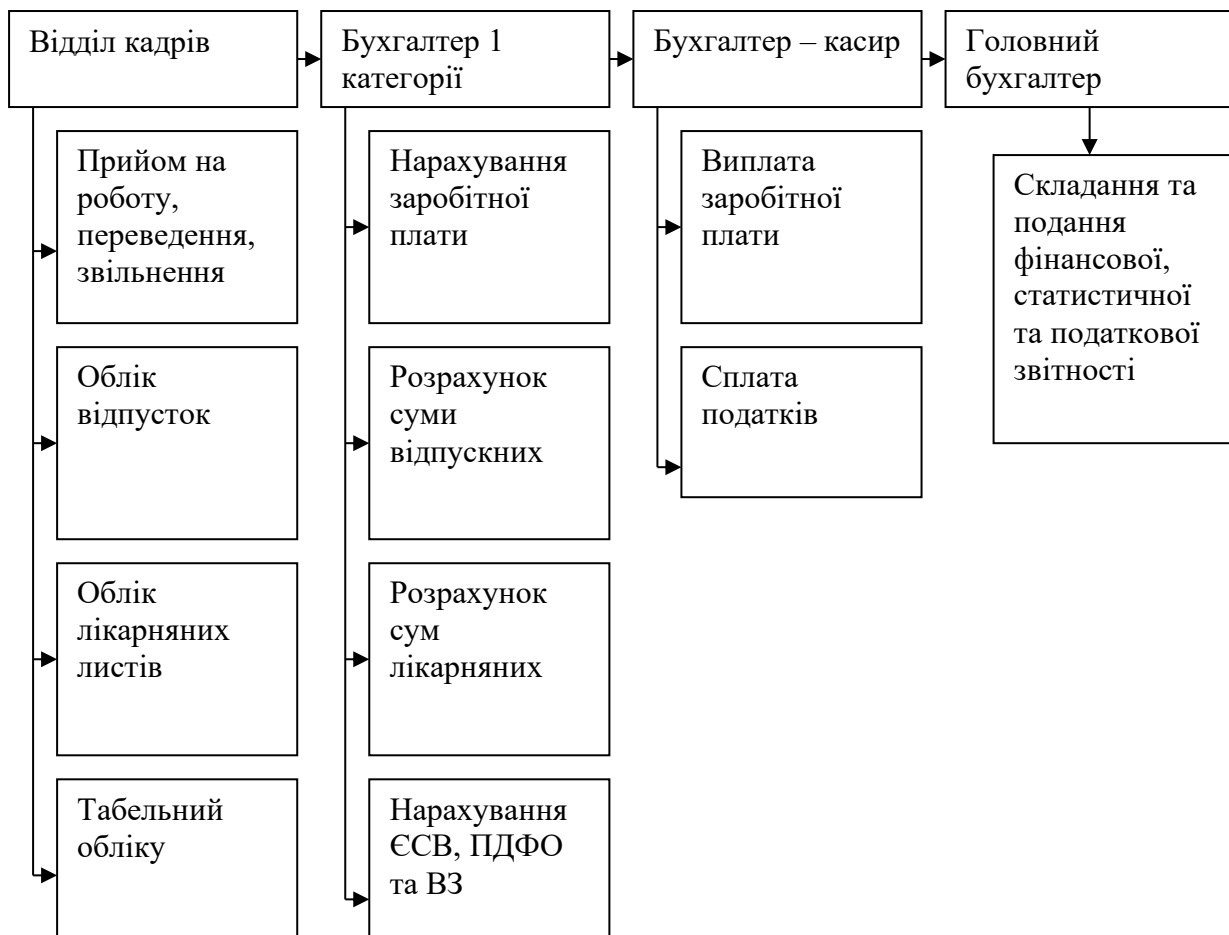 Відділ кадрів
Бухгалтер 1
категорії
Бухгалтер – касир
Головний
бухгалтер
Прийом на
роботу,
переведення,
звільнення
Нарахування
заробітної
плати
Виплата
заробітної
плати
Складання та
подання
фінансової,
статистичної
та податкової
звітності
Облік
відпусток
Розрахунок
суми
відпускних
Сплата
податків
Облік
лікарняних
листів
Розрахунок
сум
лікарняних
Табельний
обліку
Нарахування
ЄСВ, ПДФО
та ВЗ